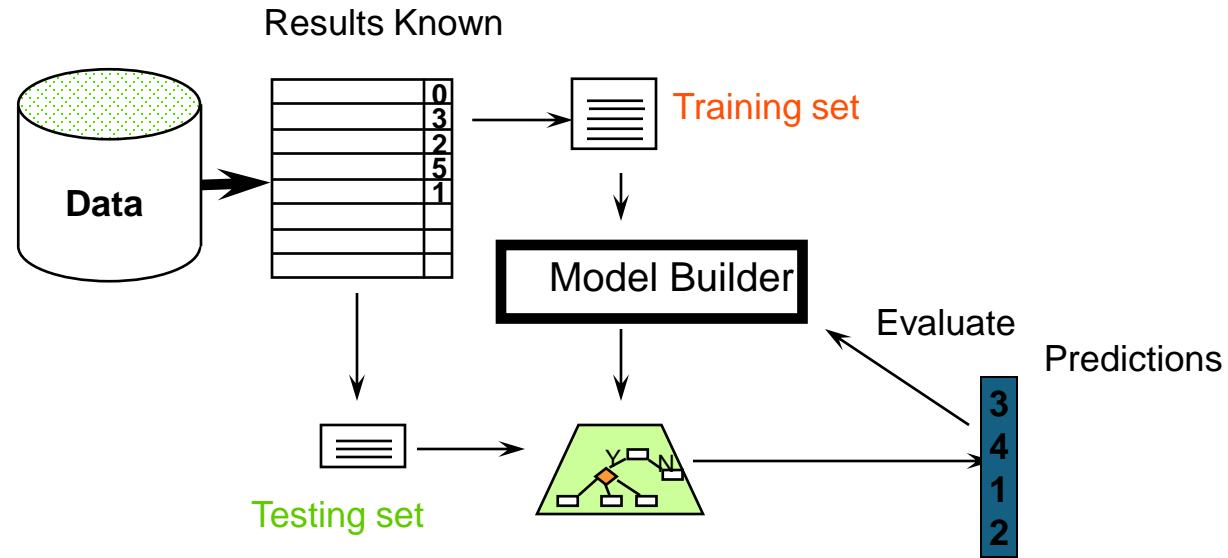 Results Known
Data
0
3
2
5
1
Training set
Model Builder
Evaluate
Predictions
3
4
1
2
Y
N
Testing set